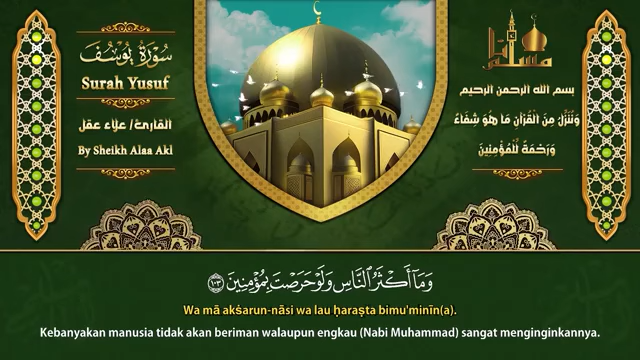 سُورَةُ يُوسُفَ
Surah Yusuf
القارئ/ علاء عقل
By Sheikh Alaa Akl
بسم الله الرحمن الرحيم
وَنُنَزِّلُ مِنَ الْقُرْآنِ مَا هُوَ شِفَاءٌ
وَرَحْمَةٌ لِّلْمُؤْمِنِينَ
وَمَآ أَكْثَرُ ٱلنَّاسِ وَلَوْ حَرَصْتَ بِمُؤْمِنِينَ ١٠٣
Wa mā akṡarun-nāsi wa lau ḥaraṣta bimu'minīn(a).
Kebanyakan manusia tidak akan beriman walaupun engkau (Nabi Muhammad) sangat menginginkannya.